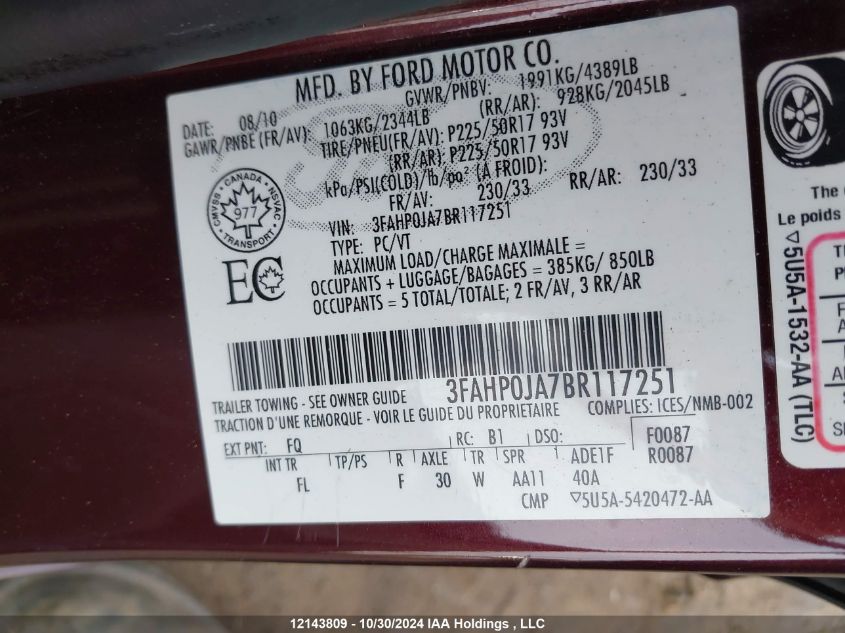 MFD. BY FORD MOTOR CO.
DATE: 08/10
GVWR/PNBV: 1991KG/4389LB
GAWR/PNBE (FR/AV): 1063KG/2344LB
(RR/AR): 928KG/2045LB
TIRE/PNEU(FR/AV): P225/50R17 93V
(RR/AR): P225/50R17 93V
kPa/PSI(COLD)/lb/po² (A FROID):
FR/AV: 230/33 RR/AR: 230/33
VIN: 3FAHP0JA7BR117251
TYPE: PC/VT
MAXIMUM LOAD/CHARGE MAXIMALE =
OCCUPANTS + LUGGAGE/BAGAGES = 385KG/ 850LB
OCCUPANTS = 5 TOTAL/TOTALE; 2 FR/AV, 3 RR/AR
CANADA
CMVSS NSVAC
977
TRANSPORT
EC
3FAHP0JA7BR117251
TRAILER TOWING - SEE OWNER GUIDE
TRACTION D'UNE REMORQUE - VOIR LE GUIDE DU PROPRIETAIRE
COMPLIES: ICES/NMB-002
EXT PNT: FQ RC: B1 DSO: F0087
R0087
INT TR TP/PS R AXLE TR SPR ADE1F
FL F 30 W AA11 40A
CMP ▽5U5A-5420472-AA
The
Le poids
▽5U5A-1532-AA (TLC)
12143809 - 10/30/2024 IAA Holdings , LLC